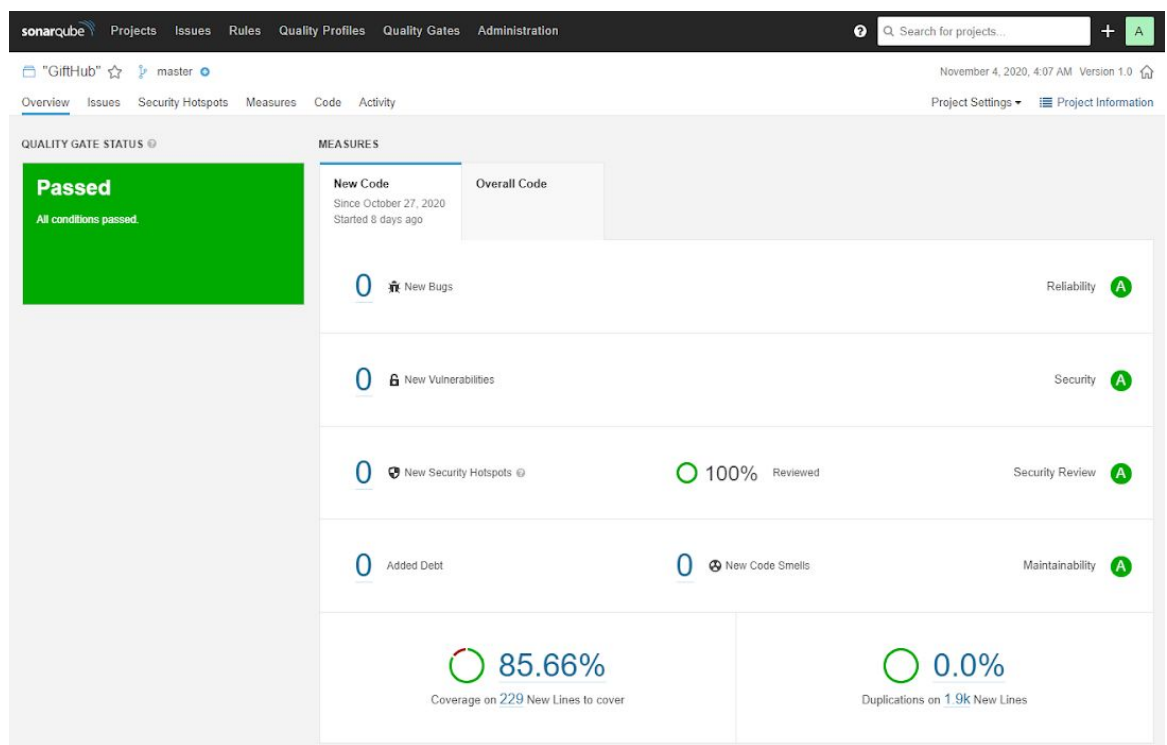 sonarqube Projects Issues Rules Quality Profiles Quality Gates Administration ? Search for projects... + A
"GiftHub" master November 4, 2020, 4:07 AM Version 1.0
Overview Issues Security Hotspots Measures Code Activity Project Settings Project Information
QUALITY GATE STATUS ? MEASURES
Passed
All conditions passed.
New Code Overall Code
Since October 27, 2020
Started 8 days ago
0 New Bugs Reliability A
0 New Vulnerabilities Security A
0 New Security Hotspots ? 100% Reviewed Security Review A
0 Added Debt 0 New Code Smells Maintainability A
85.66% 0.0%
Coverage on 229 New Lines to cover Duplications on 1.9k New Lines